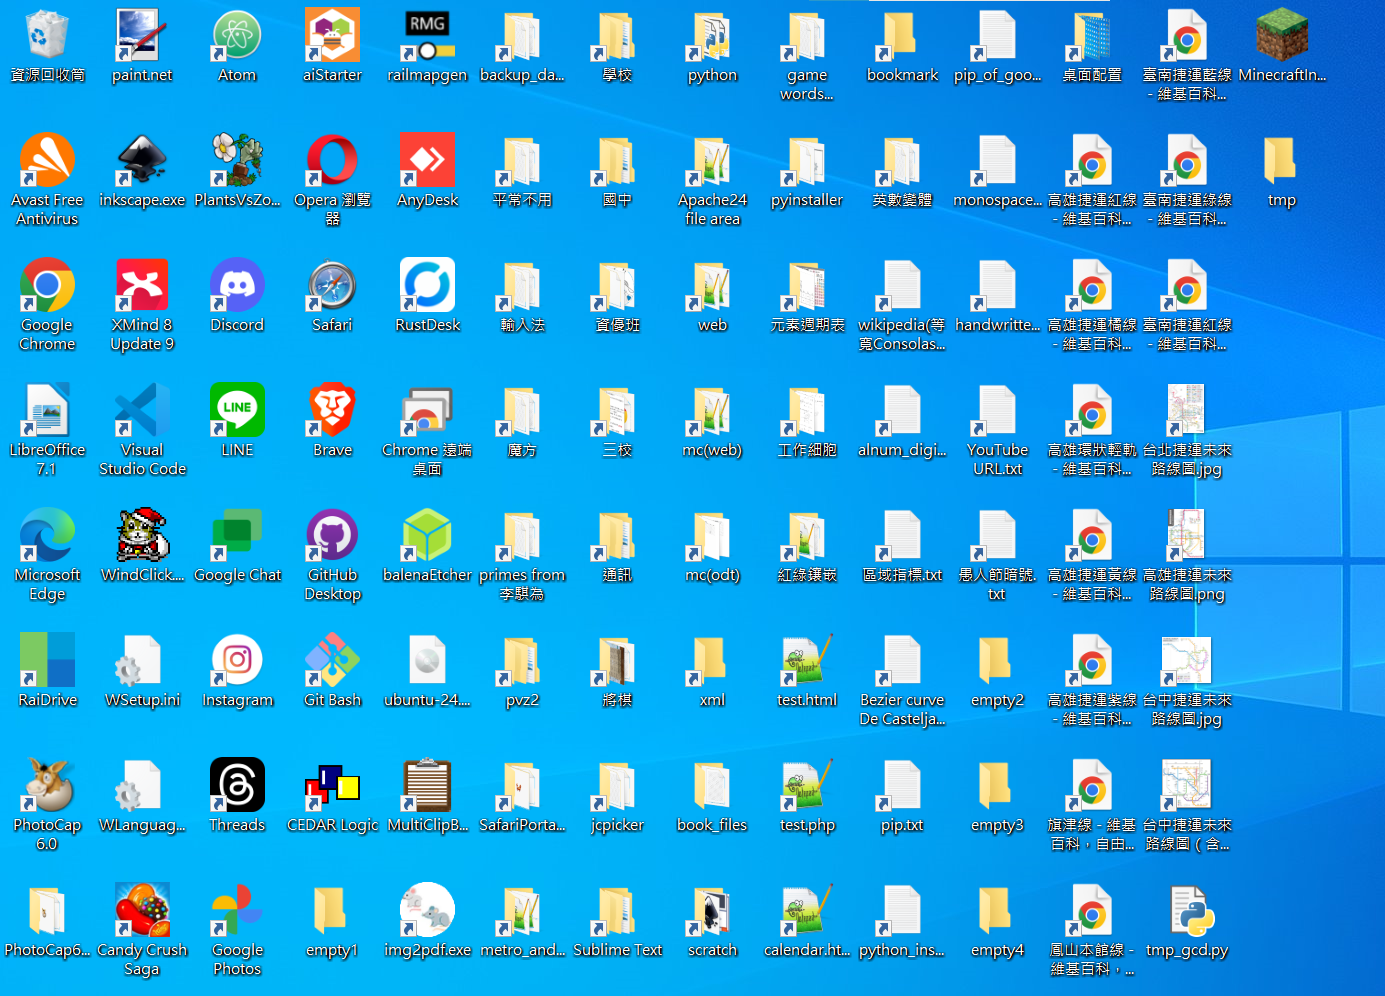 資源回收筒
paint.net
Atom
aiStarter
RMG
railmapgen
backup_da...
學校
python
game
words...
bookmark
pip_of_goo...
桌面配置
臺南捷運藍線
- 維基百科...
MinecraftIn...
Avast Free
Antivirus
inkscape.exe
PlantsVsZo...
Opera 瀏覽
器
AnyDesk
平常不用
國中
Apache24
file area
pyinstaller
英數變體
monospace...
高雄捷運紅線
- 維基百科...
臺南捷運綠線
- 維基百科...
tmp
Google
Chrome
XMind 8
Update 9
Discord
Safari
RustDesk
輸入法
資優班
web
元素週期表
wikipedia(等
寬Consolas...
handwritte...
高雄捷運橘線
- 維基百科...
臺南捷運紅線
- 維基百科...
LibreOffice
7.1
Visual
Studio Code
LINE
LINE
Brave
Chrome 遠端
桌面
魔方
三校
mc(web)
工作細胞
alnum_digi...
YouTube
URL.txt
高雄環狀輕軌
- 維基百科...
台北捷運未來
路線圖.jpg
Microsoft
Edge
WindClick....
Google Chat
GitHub
Desktop
balenaEtcher
primes from
李騏為
通訊
mc(odt)
紅綠鑲嵌
區域指標.txt
愚人節暗號.
txt
高雄捷運黃線
- 維基百科...
高雄捷運未來
路線圖.png
RaiDrive
WSetup.ini
Instagram
Git Bash
ubuntu-24....
pvz2
將棋
xml
test.html
Bezier curve
De Castelja...
empty2
高雄捷運紫線
- 維基百科...
台中捷運未來
路線圖.jpg
PhotoCap
6.0
WLanguag...
Threads
CEDAR Logic
MultiClipB...
SafariPorta...
jcpicker
book_files
test.php
pip.txt
empty3
旗津線 - 維基
百科，自由...
台中捷運未來
路線圖（含...
PhotoCap6...
Candy Crush
Saga
Google
Photos
empty1
img2pdf.exe
metro_and...
Sublime Text
scratch
calendar.ht...
python_ins...
empty4
鳳山本館線 -
維基百科，...
tmp_gcd.py